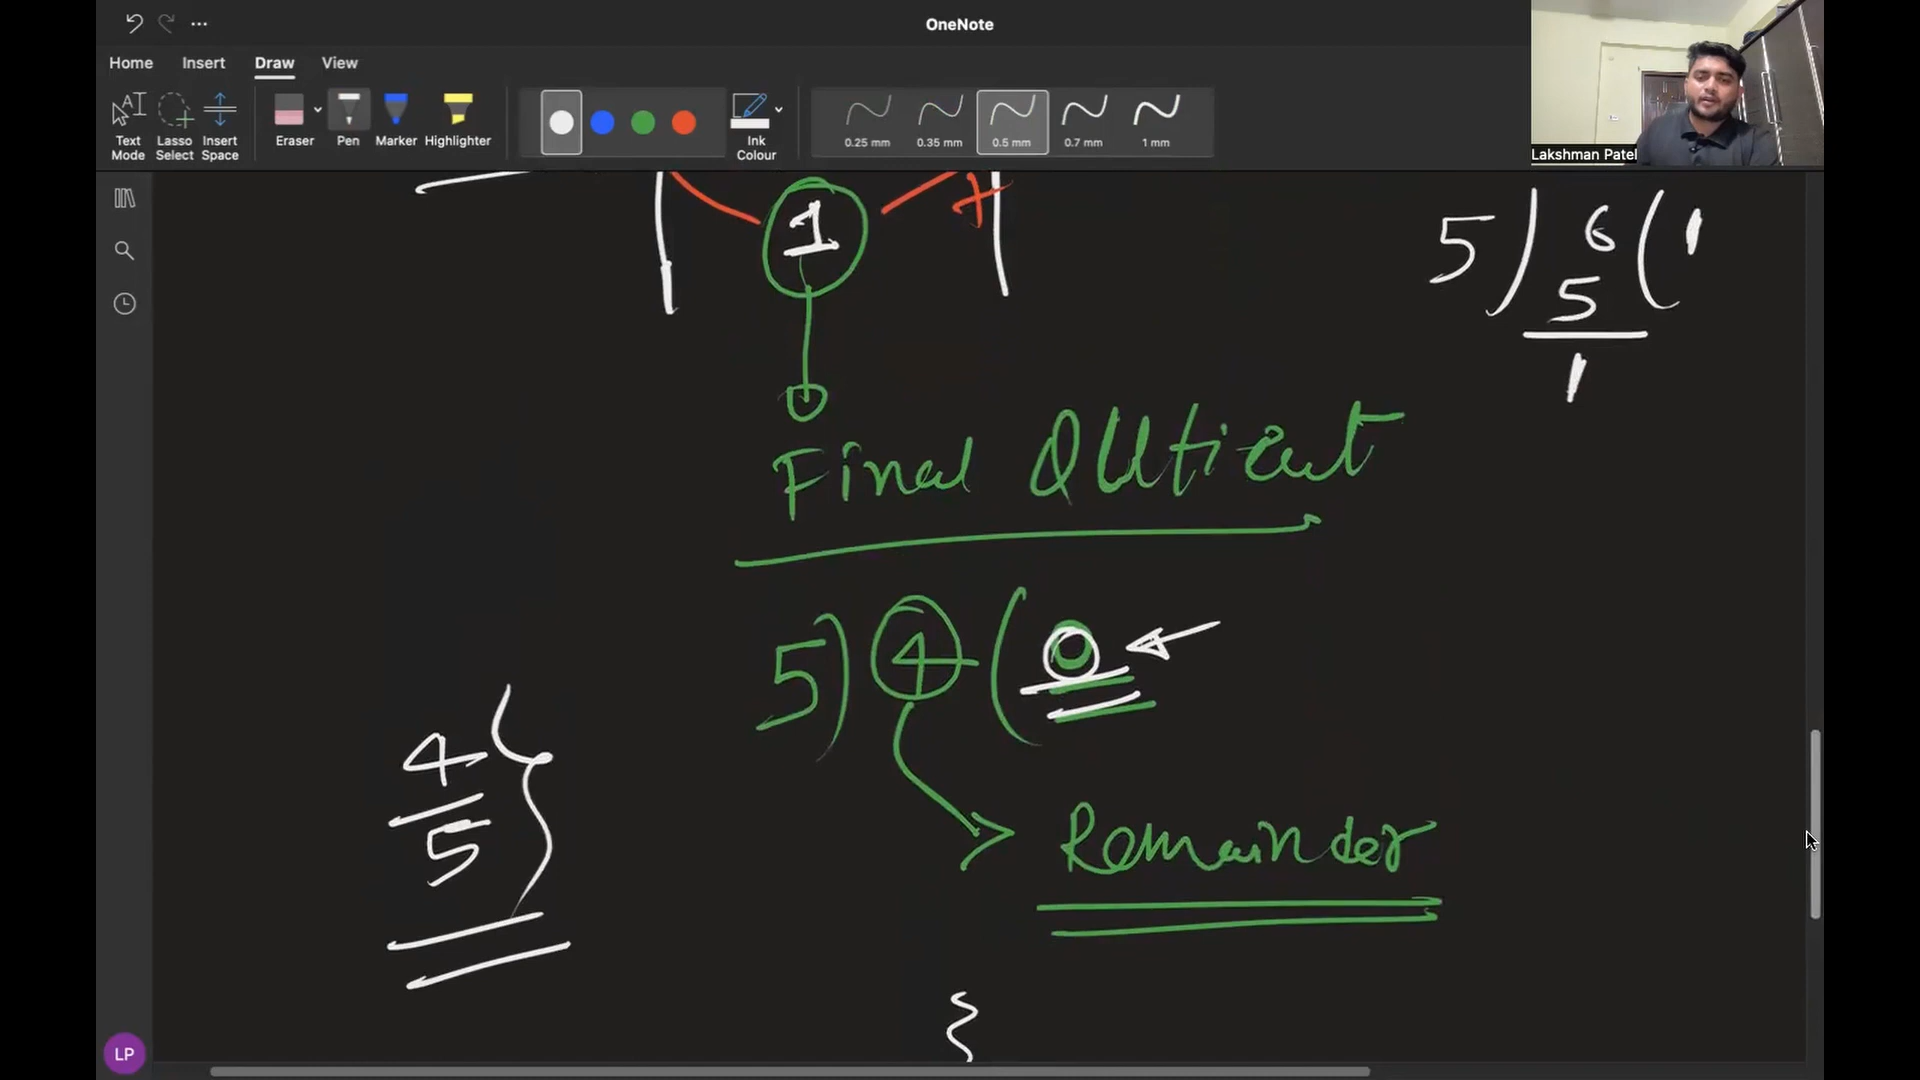 OneNote
Home Insert Draw View
Text Mode
Lasso Select
Insert Space
Eraser
Pen
Marker
Highlighter
Ink Colour
0.25 mm
0.35 mm
0.5 mm
0.7 mm
1 mm
Lakshman Patel
1
5 ) 6 ( 1
5
1
Final QUtient
5 ) 4 ( 0
4
5
Remainder
LP